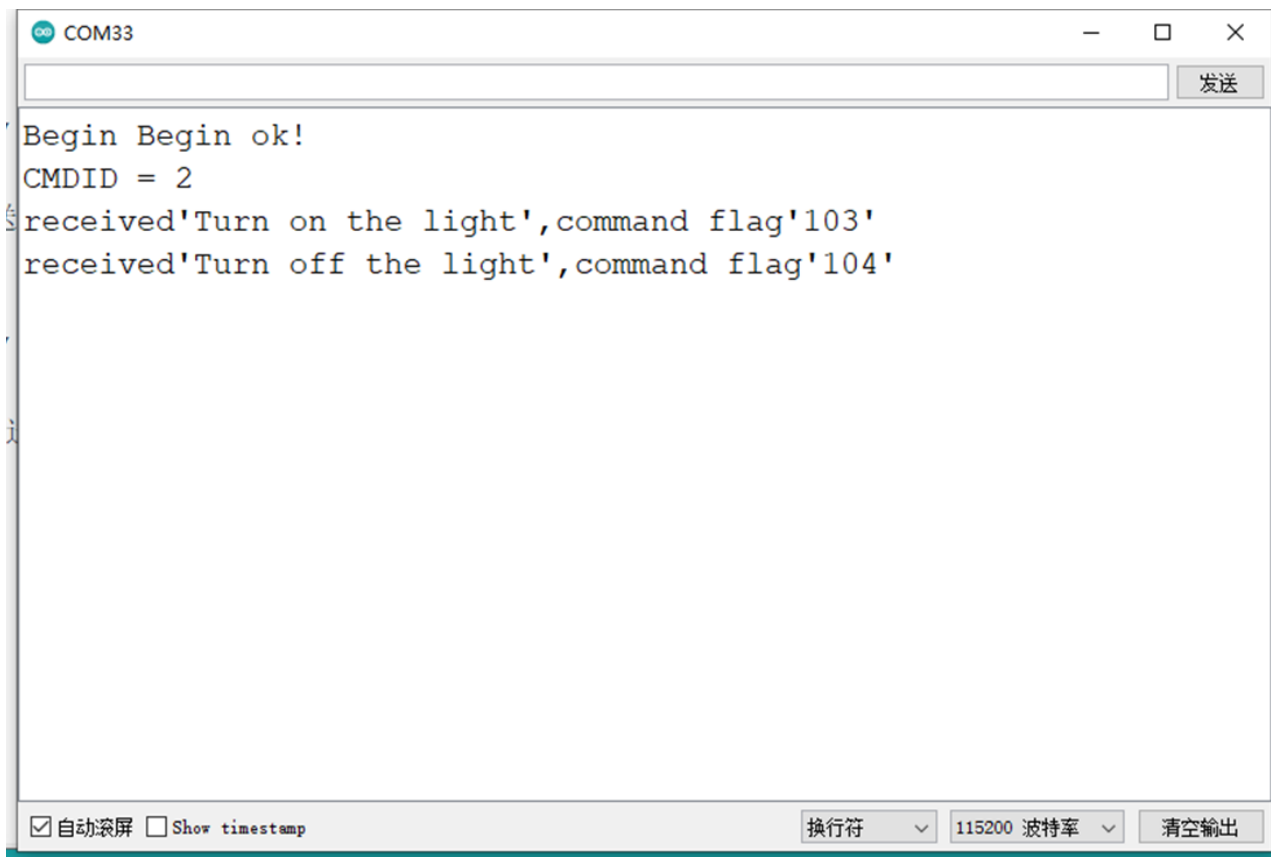 COM33
发送
Begin Begin ok!
CMDID = 2
received'Turn on the light',command flag'103'
received'Turn off the light',command flag'104'
自动滚屏 Show timestamp 换行符 115200 波特率 清空输出